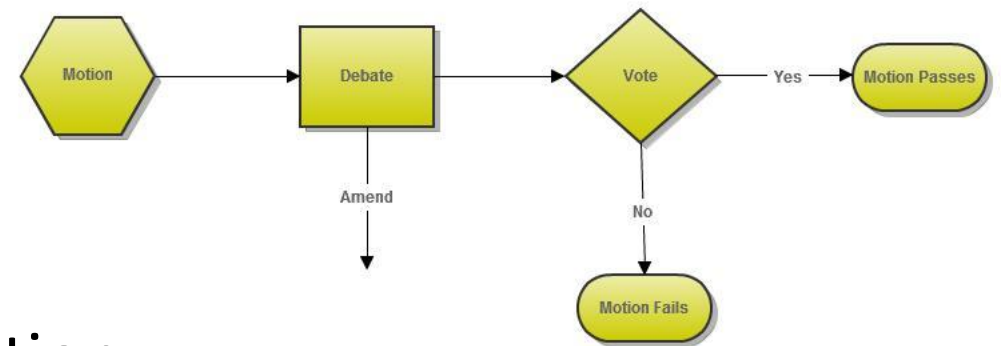 Motion
Debate
Vote
Yes
Motion Passes
Amend
No
Motion Fails